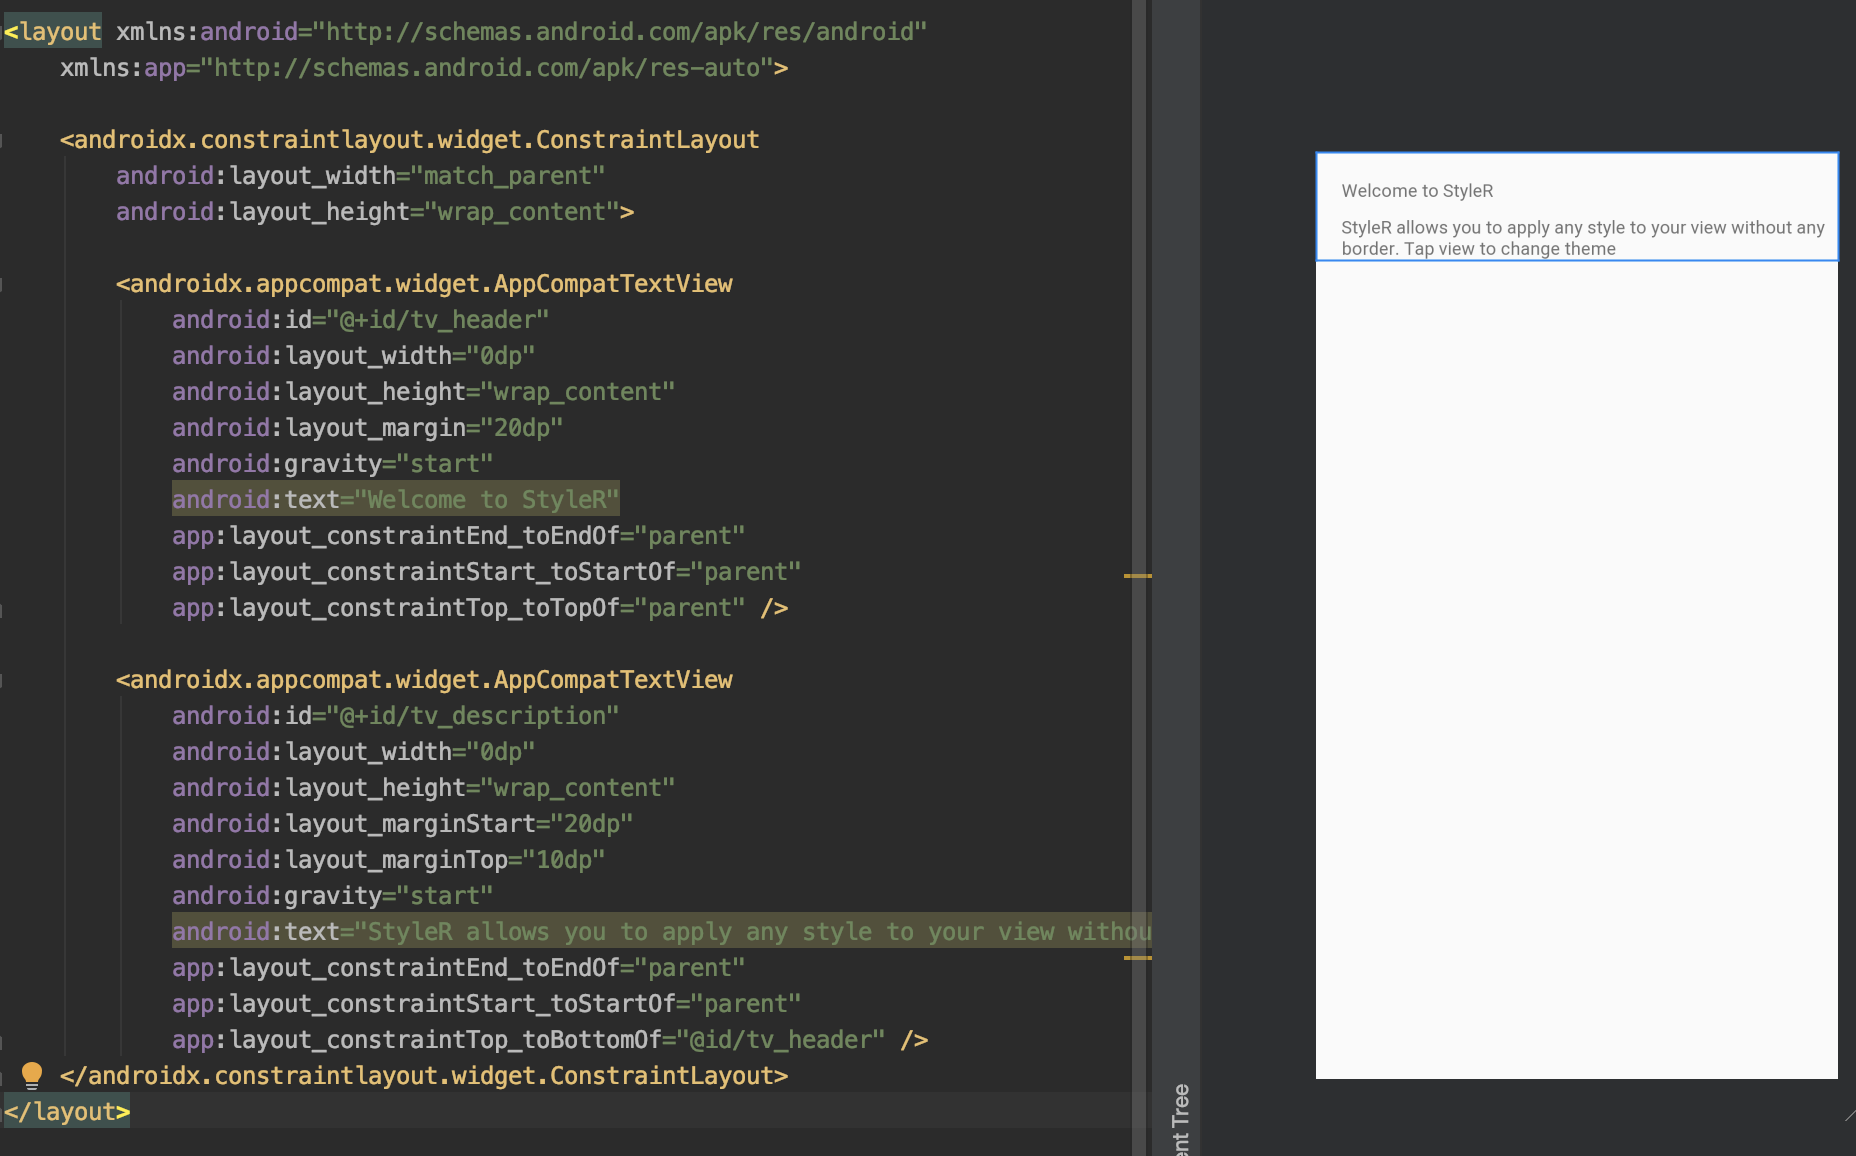 <layout xmlns:android="http://schemas.android.com/apk/res/android"
xmlns:app="http://schemas.android.com/apk/res-auto">
<androidx.constraintlayout.widget.ConstraintLayout
android:layout_width="match_parent"
android:layout_height="wrap_content">
<androidx.appcompat.widget.AppCompatTextView
android:id="@+id/tv_header"
android:layout_width="0dp"
android:layout_height="wrap_content"
android:layout_margin="20dp"
android:gravity="start"
android:text="Welcome to StyleR"
app:layout_constraintEnd_toEndOf="parent"
app:layout_constraintStart_toStartOf="parent"
app:layout_constraintTop_toTopOf="parent" />
<androidx.appcompat.widget.AppCompatTextView
android:id="@+id/tv_description"
android:layout_width="0dp"
android:layout_height="wrap_content"
android:layout_marginStart="20dp"
android:layout_marginTop="10dp"
android:gravity="start"
android:text="StyleR allows you to apply any style to your view withou
app:layout_constraintEnd_toEndOf="parent"
app:layout_constraintStart_toStartOf="parent"
app:layout_constraintTop_toBottomOf="@id/tv_header" />
</androidx.constraintlayout.widget.ConstraintLayout>
</layout>
Welcome to StyleR
StyleR allows you to apply any style to your view without any
border. Tap view to change theme
ent Tree